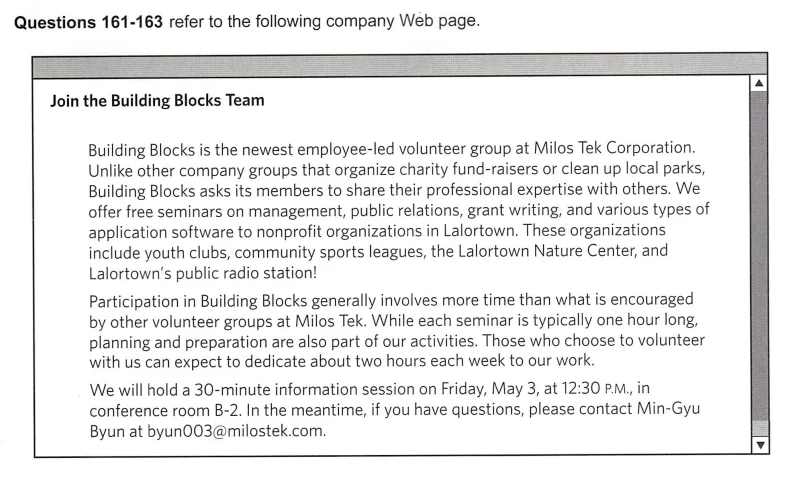 Questions 161-163 refer to the following company Web page.
Join the Building Blocks Team
Building Blocks is the newest employee-led volunteer group at Milos Tek Corporation.
Unlike other company groups that organize charity fund-raisers or clean up local parks,
Building Blocks asks its members to share their professional expertise with others. We
offer free seminars on management, public relations, grant writing, and various types of
application software to nonprofit organizations in Lalortown. These organizations
include youth clubs, community sports leagues, the Lalortown Nature Center, and
Lalortown's public radio station!
Participation in Building Blocks generally involves more time than what is encouraged
by other volunteer groups at Milos Tek. While each seminar is typically one hour long,
planning and preparation are also part of our activities. Those who choose to volunteer
with us can expect to dedicate about two hours each week to our work.
We will hold a 30-minute information session on Friday, May 3, at 12:30 P.M., in
conference room B-2. In the meantime, if you have questions, please contact Min-Gyu
Byun at byun003@milostek.com.